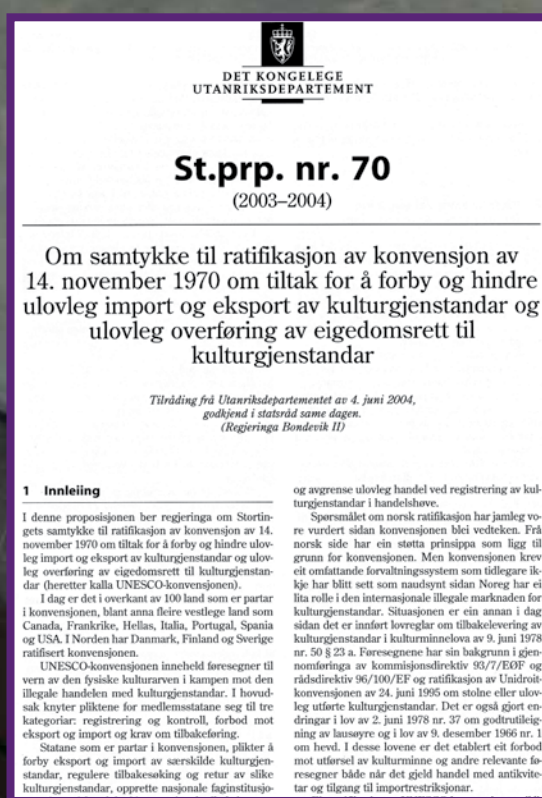 DET KONGELEGE
UTANRIKSDEPARTEMENT
St.prp. nr. 70
(2003–2004)
Om samtykke til ratifikasjon av konvensjon av
14. november 1970 om tiltak for å forby og hindre
ulovleg import og eksport av kulturgjenstandar og
ulovleg overføring av eigedomsrett til
kulturgjenstandar
Tilråding frå Utanriksdepartementet av 4. juni 2004,
godkjend i statsråd same dagen.
(Regjeringa Bondevik II)
1 Innleiing
I denne proposisjonen ber regjeringa om Stortin-
gets samtykke til ratifikasjon av konvensjon av 14.
november 1970 om tiltak for å forby og hindre ulov-
leg import og eksport av kulturgjenstandar og ulov-
leg overføring av eigedomsrett til kulturgjenstan-
dar (heretter kalla UNESCO-konvensjonen).
I dag er det i overkant av 100 land som er partar
i konvensjonen, blant anna fleire vestlege land som
Canada, Frankrike, Hellas, Italia, Portugal, Spania
og USA. I Norden har Danmark, Finland og Sverige
ratifisert konvensjonen.
UNESCO-konvensjonen inneheld føresegner til
vern av den fysiske kulturarven i kampen mot den
illegale handelen med kulturgjenstandar. I hovud-
sak knyter pliktene for medlemsstatane seg til tre
kategoriar: registrering og kontroll, forbod mot
eksport og import og krav om tilbakeføring.
Statane som er partar i konvensjonen, plikter å
forby eksport og import av særskilde kulturgjen-
standar, regulere tilbakesøking og retur av slike
kulturgjenstandar, opprette nasjonale faginstitusjo-
og avgrense ulovleg handel ved registrering av kul-
turgjenstandar i handelshøve.
Spørsmålet om norsk ratifikasjon har jamleg vo-
re vurdert sidan konvensjonen blei vedteken. Frå
norsk side har ein støtta prinsippa som ligg til
grunn for konvensjonen. Men konvensjonen krev
eit omfattande forvaltningssystem som tidlegare ik-
kje har blitt sett som naudsynt sidan Noreg har ei
lita rolle i den internasjonale illegale marknaden for
kulturgjenstandar. Situasjonen er ein annan i dag
sidan det er innført lovreglar om tilbakelevering av
kulturgjenstandar i kulturminnelova av 9. juni 1978
nr. 50 § 23 a. Føresegnene har sin bakgrunn i gjen-
nomføringa av kommisjonsdirektiv 93/7/EØF og
rådsdirektiv 96/100/EF og ratifikasjon av Unidroit-
konvensjonen av 24. juni 1995 om stolne eller ulov-
leg utførte kulturgjenstandar. Det er også gjort en-
dringar i lov av 2. juni 1978 nr. 37 om godtrutileig-
ning av lausøyre og i lov av 9. desember 1966 nr. 1
om hevd. I desse lovene er det etablert eit forbod
mot utførsel av kulturminne og andre relevante fø-
resegner både når det gjeld handel med antikvite-
tar og tilgang til importrestriksjonar.